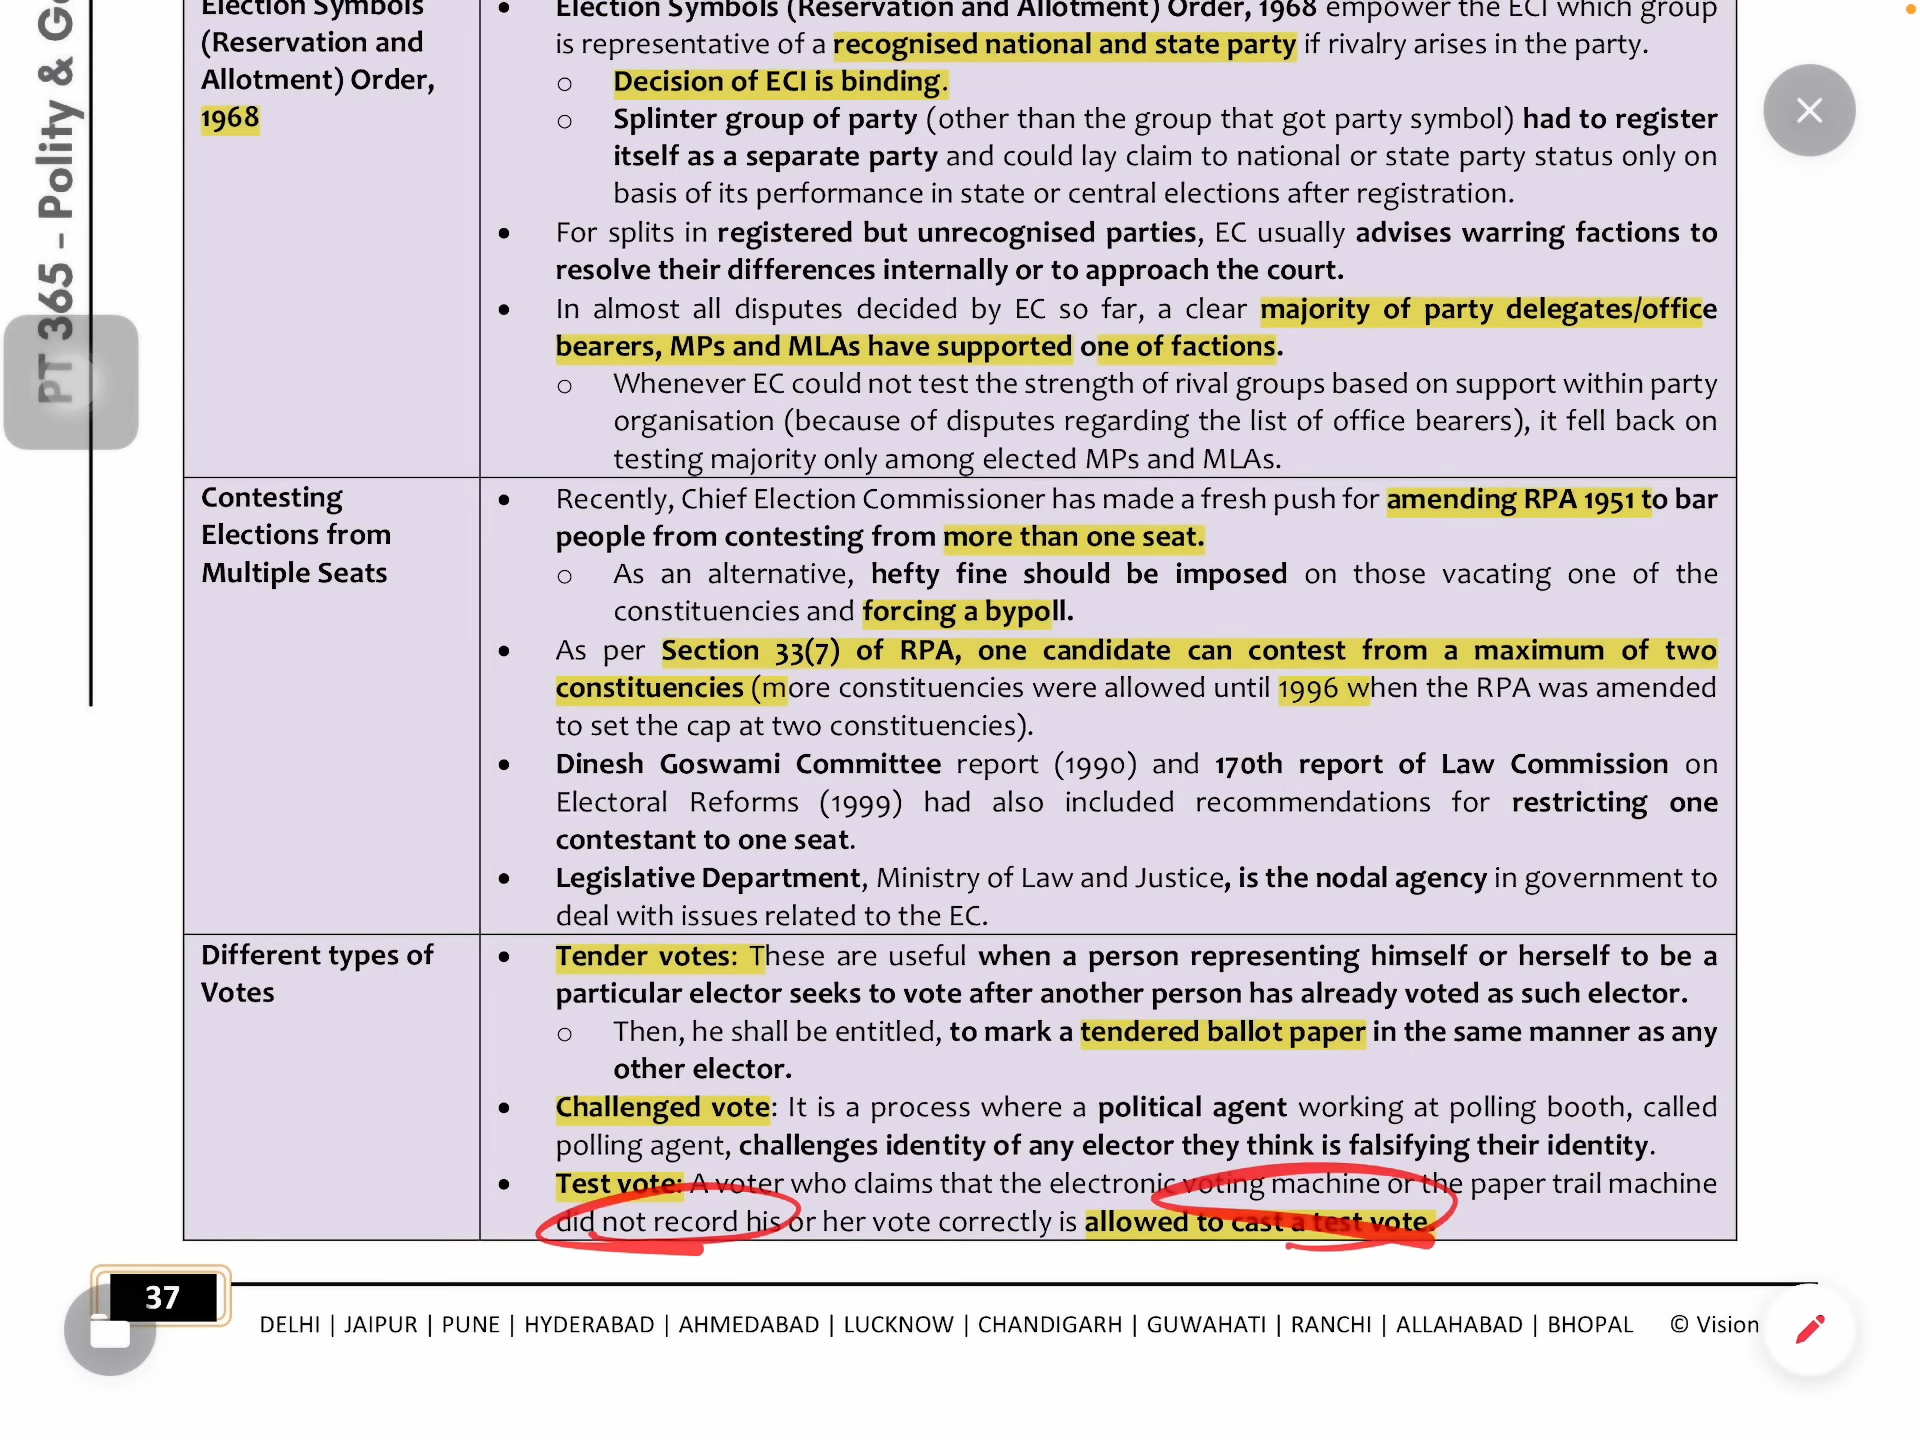 PT 365 - Polity &
Election Symbols
(Reservation and
Allotment) Order,
1968
• Election Symbols (Reservation and Allotment) Order, 1968 empower the ECI which group
is representative of a recognised national and state party if rivalry arises in the party.
o Decision of ECI is binding.
o Splinter group of party (other than the group that got party symbol) had to register
itself as a separate party and could lay claim to national or state party status only on
basis of its performance in state or central elections after registration.
• For splits in registered but unrecognised parties, EC usually advises warring factions to
resolve their differences internally or to approach the court.
• In almost all disputes decided by EC so far, a clear majority of party delegates/office
bearers, MPs and MLAs have supported one of factions.
o Whenever EC could not test the strength of rival groups based on support within party
organisation (because of disputes regarding the list of office bearers), it fell back on
testing majority only among elected MPs and MLAs.
Contesting
Elections from
Multiple Seats
• Recently, Chief Election Commissioner has made a fresh push for amending RPA 1951 to bar
people from contesting from more than one seat.
o As an alternative, hefty fine should be imposed on those vacating one of the
constituencies and forcing a bypoll.
• As per Section 33(7) of RPA, one candidate can contest from a maximum of two
constituencies (more constituencies were allowed until 1996 when the RPA was amended
to set the cap at two constituencies).
• Dinesh Goswami Committee report (1990) and 170th report of Law Commission on
Electoral Reforms (1999) had also included recommendations for restricting one
contestant to one seat.
• Legislative Department, Ministry of Law and Justice, is the nodal agency in government to
deal with issues related to the EC.
Different types of
Votes
• Tender votes: These are useful when a person representing himself or herself to be a
particular elector seeks to vote after another person has already voted as such elector.
o Then, he shall be entitled, to mark a tendered ballot paper in the same manner as any
other elector.
• Challenged vote: It is a process where a political agent working at polling booth, called
polling agent, challenges identity of any elector they think is falsifying their identity.
• Test vote: A voter who claims that the electronic voting machine or the paper trail machine
did not record his or her vote correctly is allowed to cast a test vote.
37
DELHI | JAIPUR | PUNE | HYDERABAD | AHMEDABAD | LUCKNOW | CHANDIGARH | GUWAHATI | RANCHI | ALLAHABAD | BHOPAL © Vision